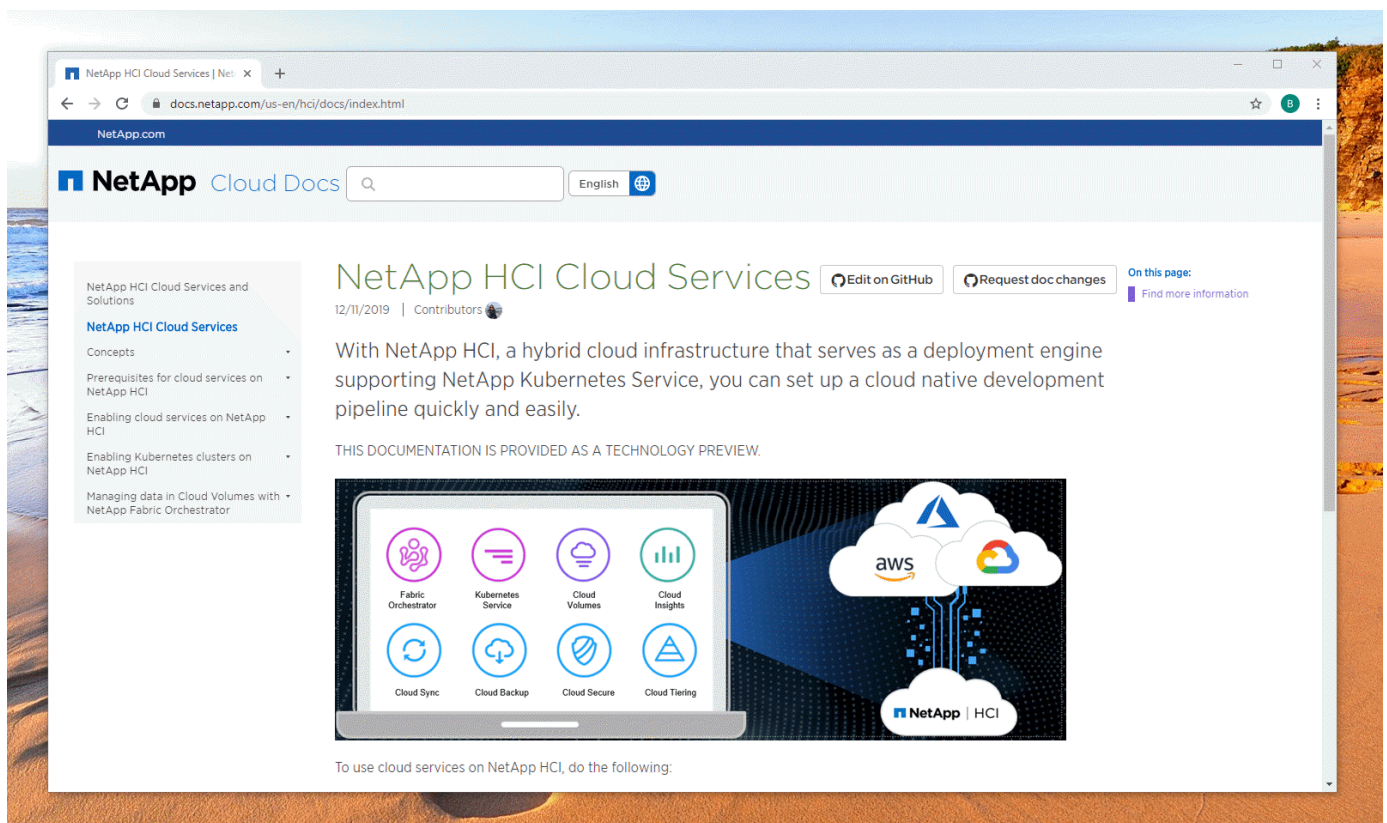 NetApp HCI Cloud Services | Net
docs.netapp.com/us-en/hci/docs/index.html
B
NetApp.com
NetApp Cloud Docs
English
NetApp HCI Cloud Services and
Solutions
NetApp HCI Cloud Services
Concepts
Prerequisites for cloud services on
NetApp HCI
Enabling cloud services on NetApp
HCI
Enabling Kubernetes clusters on
NetApp HCI
Managing data in Cloud Volumes with
NetApp Fabric Orchestrator
NetApp HCI Cloud Services
Edit on GitHub
Request doc changes
On this page:
Find more information
12/11/2019 | Contributors
With NetApp HCI, a hybrid cloud infrastructure that serves as a deployment engine
supporting NetApp Kubernetes Service, you can set up a cloud native development
pipeline quickly and easily.
THIS DOCUMENTATION IS PROVIDED AS A TECHNOLOGY PREVIEW.
Fabric
Orchestrator
Kubernetes
Service
Cloud
Volumes
Cloud
Insights
Cloud Sync
Cloud Backup
Cloud Secure
Cloud Tiering
aws
NetApp | HCI
To use cloud services on NetApp HCI, do the following: